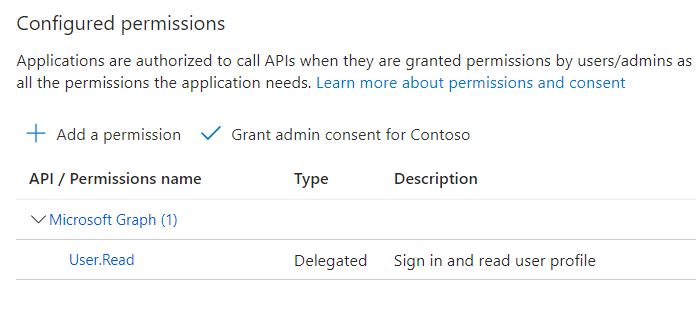 Configured permissions
Applications are authorized to call APIs when they are granted permissions by users/admins as
all the permissions the application needs. Learn more about permissions and consent
Add a permission Grant admin consent for Contoso
API / Permissions name Type Description
Microsoft Graph (1)
User.Read Delegated Sign in and read user profile